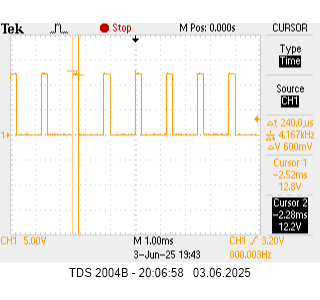 Tek Stop M Pos: 0.000s CURSOR
Type
Time
Source
CH1
Δt 240.0us
1/Δt 4.167kHz
ΔV 600mV
Cursor 1
-2.52ms
12.8V
Cursor 2
-2.28ms
12.2V
CH1 5.00V M 1.00ms CH1 / 3.20V
3-Jun-25 19:43 800.003Hz
TDS 2004B - 20:06:58 03.06.2025